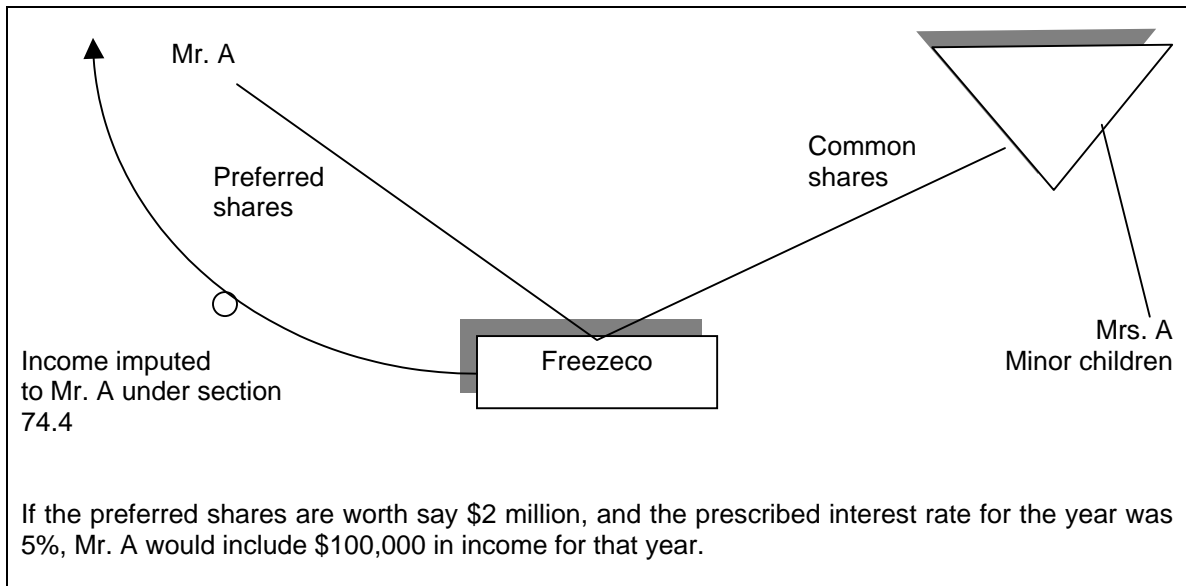 Mr. A
Preferred
shares
Common
shares
Mrs. A
Minor children
Freezeco
Income imputed
to Mr. A under section
74.4
If the preferred shares are worth say $2 million, and the prescribed interest rate for the year was
5%, Mr. A would include $100,000 in income for that year.